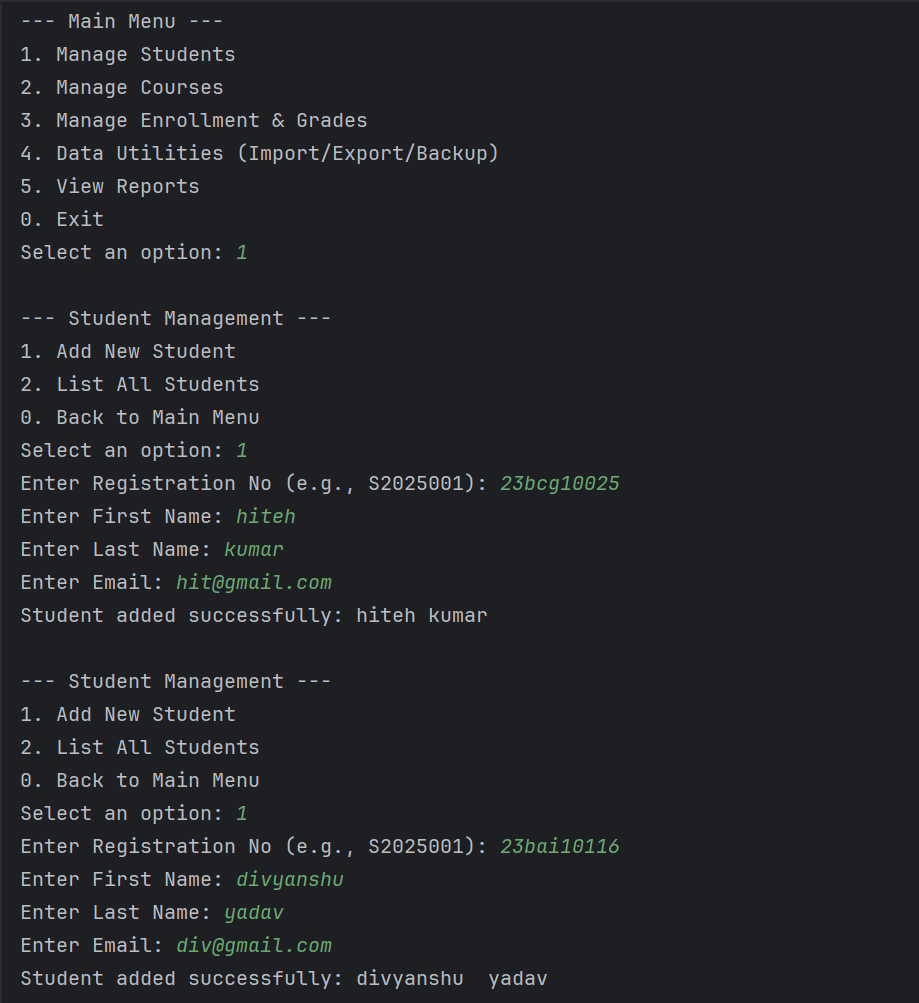 --- Main Menu ---
1. Manage Students
2. Manage Courses
3. Manage Enrollment & Grades
4. Data Utilities (Import/Export/Backup)
5. View Reports
0. Exit
Select an option: 1
--- Student Management ---
1. Add New Student
2. List All Students
0. Back to Main Menu
Select an option: 1
Enter Registration No (e.g., S2025001): 23bcg10025
Enter First Name: hiteh
Enter Last Name: kumar
Enter Email: hit@gmail.com
Student added successfully: hiteh kumar
--- Student Management ---
1. Add New Student
2. List All Students
0. Back to Main Menu
Select an option: 1
Enter Registration No (e.g., S2025001): 23bai10116
Enter First Name: divyanshu
Enter Last Name: yadav
Enter Email: div@gmail.com
Student added successfully: divyanshu  yadav